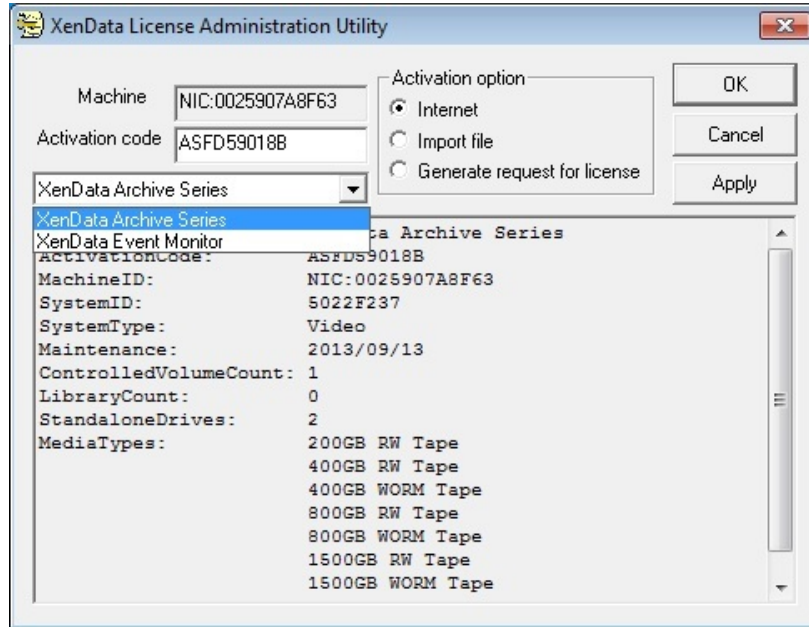 XenData License Administration Utility
Machine NIC:0025907A8F63
Activation code ASFD59018B
Activation option
Internet
Import file
Generate request for license
OK
Cancel
Apply
XenData Archive Series
XenData Archive Series
XenData Event Monitor
ta Archive Series
ActivationCode: ASFD59018B
MachineID: NIC:0025907A8F63
SystemID: 5022F237
SystemType: Video
Maintenance: 2013/09/13
ControlledVolumeCount: 1
LibraryCount: 0
StandaloneDrives: 2
MediaTypes: 200GB RW Tape
400GB RW Tape
400GB WORM Tape
800GB RW Tape
800GB WORM Tape
1500GB RW Tape
1500GB WORM Tape